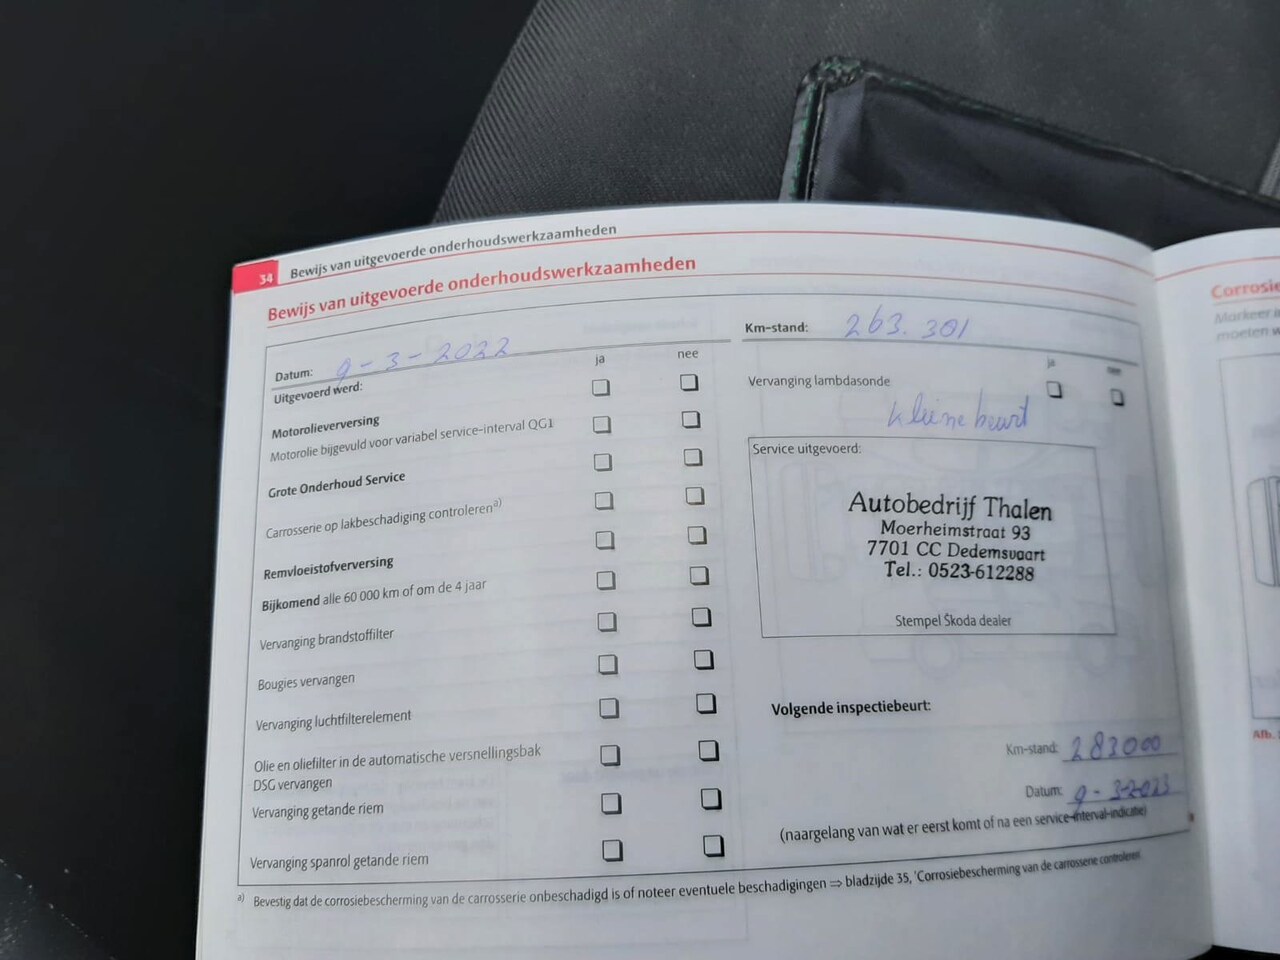 34 Bewijs van uitgevoerde onderhoudswerkzaamheden
Bewijs van uitgevoerde onderhoudswerkzaamheden
Datum: 9-3-2022
Uitgevoerd werd: ja nee
Motorolieverversing
Motorolie bijgevuld voor variabel service-interval QG1
Grote Onderhoud Service
Carrosserie op lakbeschadiging controleren a)
Remvloeistofverversing
Bijkomend alle 60 000 km of om de 4 jaar
Vervanging brandstoffilter
Bougies vervangen
Vervanging luchtfilterelement
Olie en oliefilter in de automatische versnellingsbak
DSG vervangen
Vervanging getande riem
Vervanging spanrol getande riem
Km-stand: 263.301
ja nee
Vervanging lambdasonde
kleine beurt
Service uitgevoerd:
Autobedrijf Thalen
Moerheimstraat 93
7701 CC Dedemsvaart
Tel.: 0523-612288
Stempel Škoda dealer
Volgende inspectiebeurt:
Km-stand: 283000
Datum: 9-3-2023
(naargelang van wat er eerst komt of na een service-interval-indicatie)
a) Bevestig dat de corrosiebescherming van de carrosserie onbeschadigd is of noteer eventuele beschadigingen ⇒ bladzijde 35, 'Corrosiebescherming van de carrosserie controleren'.
Corrosie
Markeer
moeten
Afb.